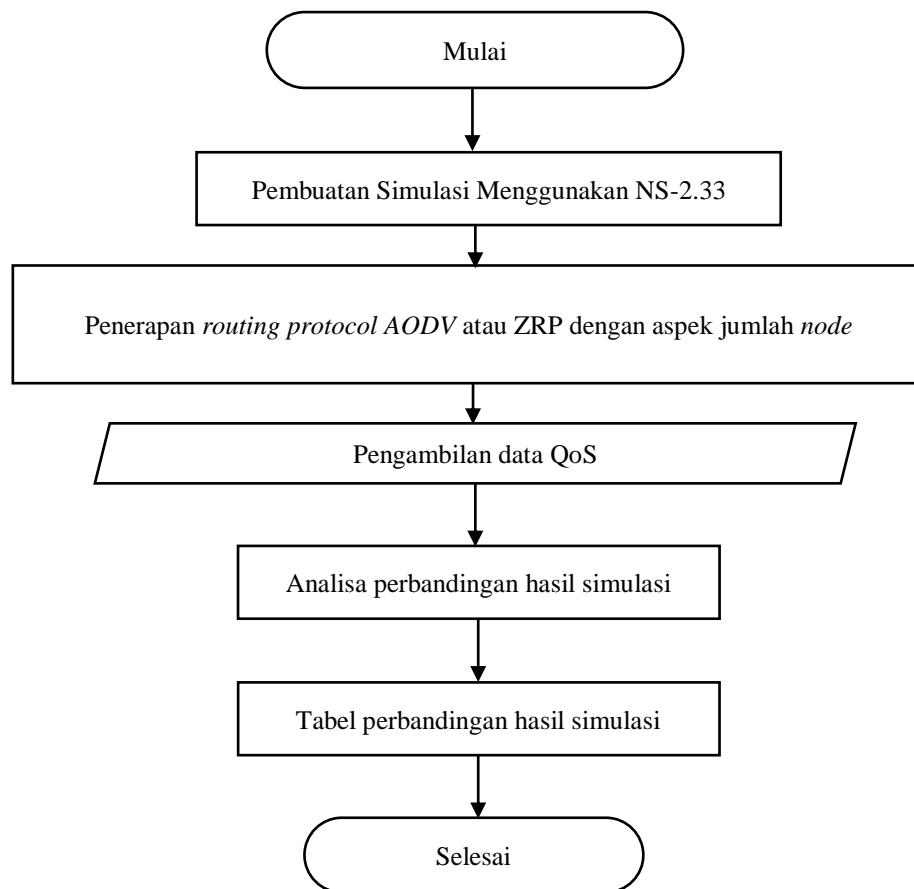 Mulai
Pembuatan Simulasi Menggunakan NS-2.33
Penerapan routing protocol AODV atau ZRP dengan aspek jumlah node
Pengambilan data QoS
Analisa perbandingan hasil simulasi
Tabel perbandingan hasil simulasi
Selesai